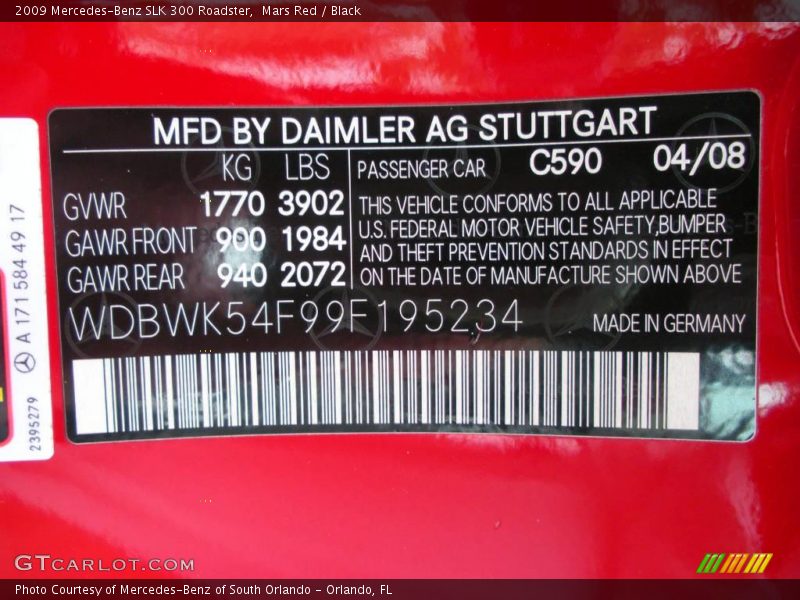 2009 Mercedes-Benz SLK 300 Roadster,  Mars Red / Black
MFD BY DAIMLER AG STUTTGART
KG LBS
GVWR 1770 3902
GAWR FRONT 900 1984
GAWR REAR 940 2072
PASSENGER CAR C590 04/08
THIS VEHICLE CONFORMS TO ALL APPLICABLE
U.S. FEDERAL MOTOR VEHICLE SAFETY,BUMPER
AND THEFT PREVENTION STANDARDS IN EFFECT
ON THE DATE OF MANUFACTURE SHOWN ABOVE
WDBWK54F99F195234
MADE IN GERMANY
A 171 584 49 17
2395279
GTCARLOT.COM
Photo Courtesy of Mercedes-Benz of South Orlando - Orlando, FL